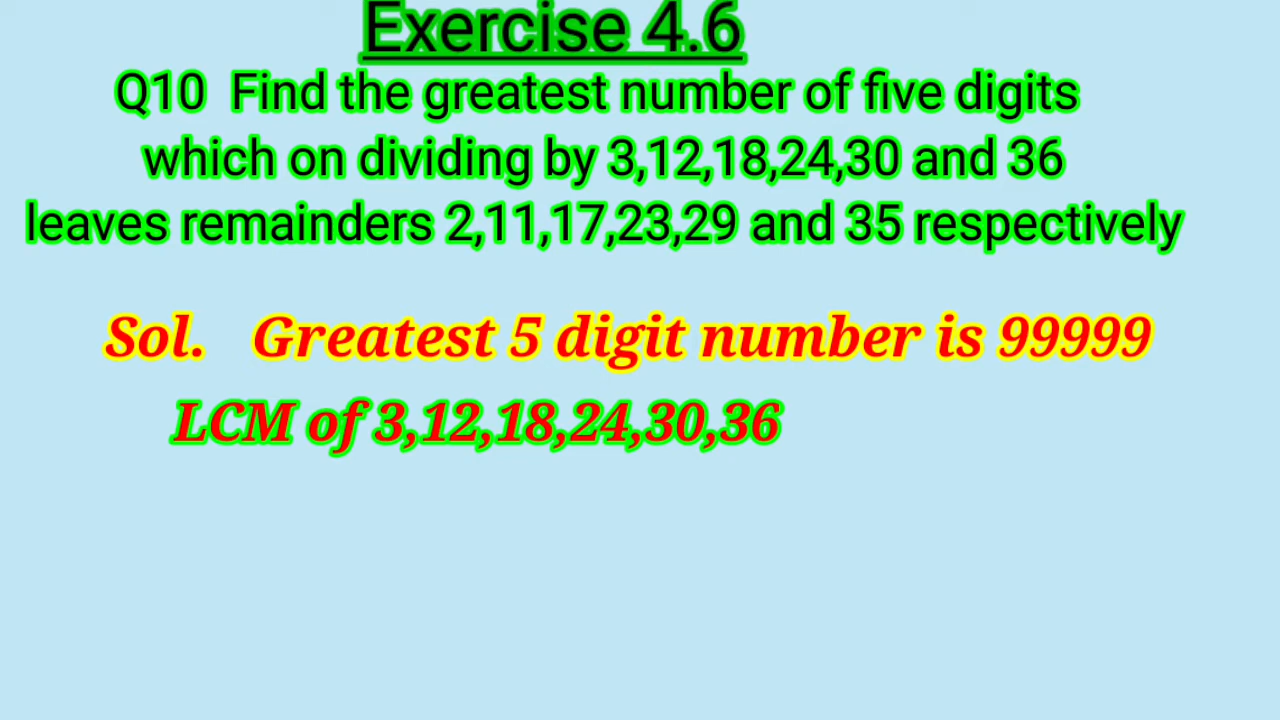 Exercise 4.6
Q10 Find the greatest number of five digits
which on dividing by 3,12,18,24,30 and 36
leaves remainders 2,11,17,23,29 and 35 respectively
Sol. Greatest 5 digit number is 99999
LCM of 3,12,18,24,30,36